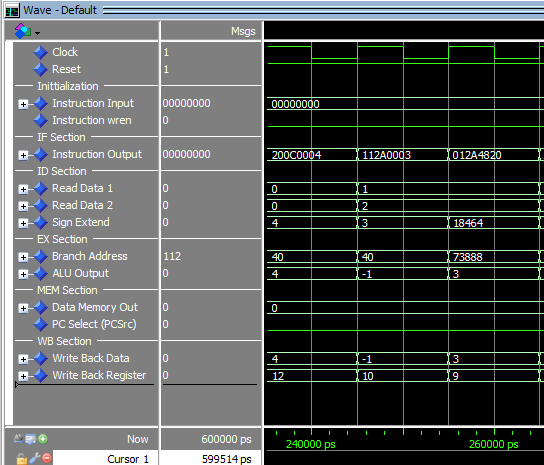 Wave - Default
Msgs
Clock 1
Reset 1
Inittialization
Instruction Input 00000000 00000000
Instruction wren 0
IF Section
Instruction Output 00000000 200C0004 112A0003 012A4820
ID Section
Read Data 1 0 0 1
Read Data 2 0 0 2
Sign Extend 0 4 3 18464
EX Section
Branch Address 112 40 40 73888
ALU Output 0 4 -1 3
MEM Section
Data Memory Out 0 0
PC Select (PCSrc) 0
WB Section
Write Back Data 0 4 -1 3
Write Back Register 0 12 10 9
Now 600000 ps 240000 ps 260000 ps
Cursor 1 599514 ps